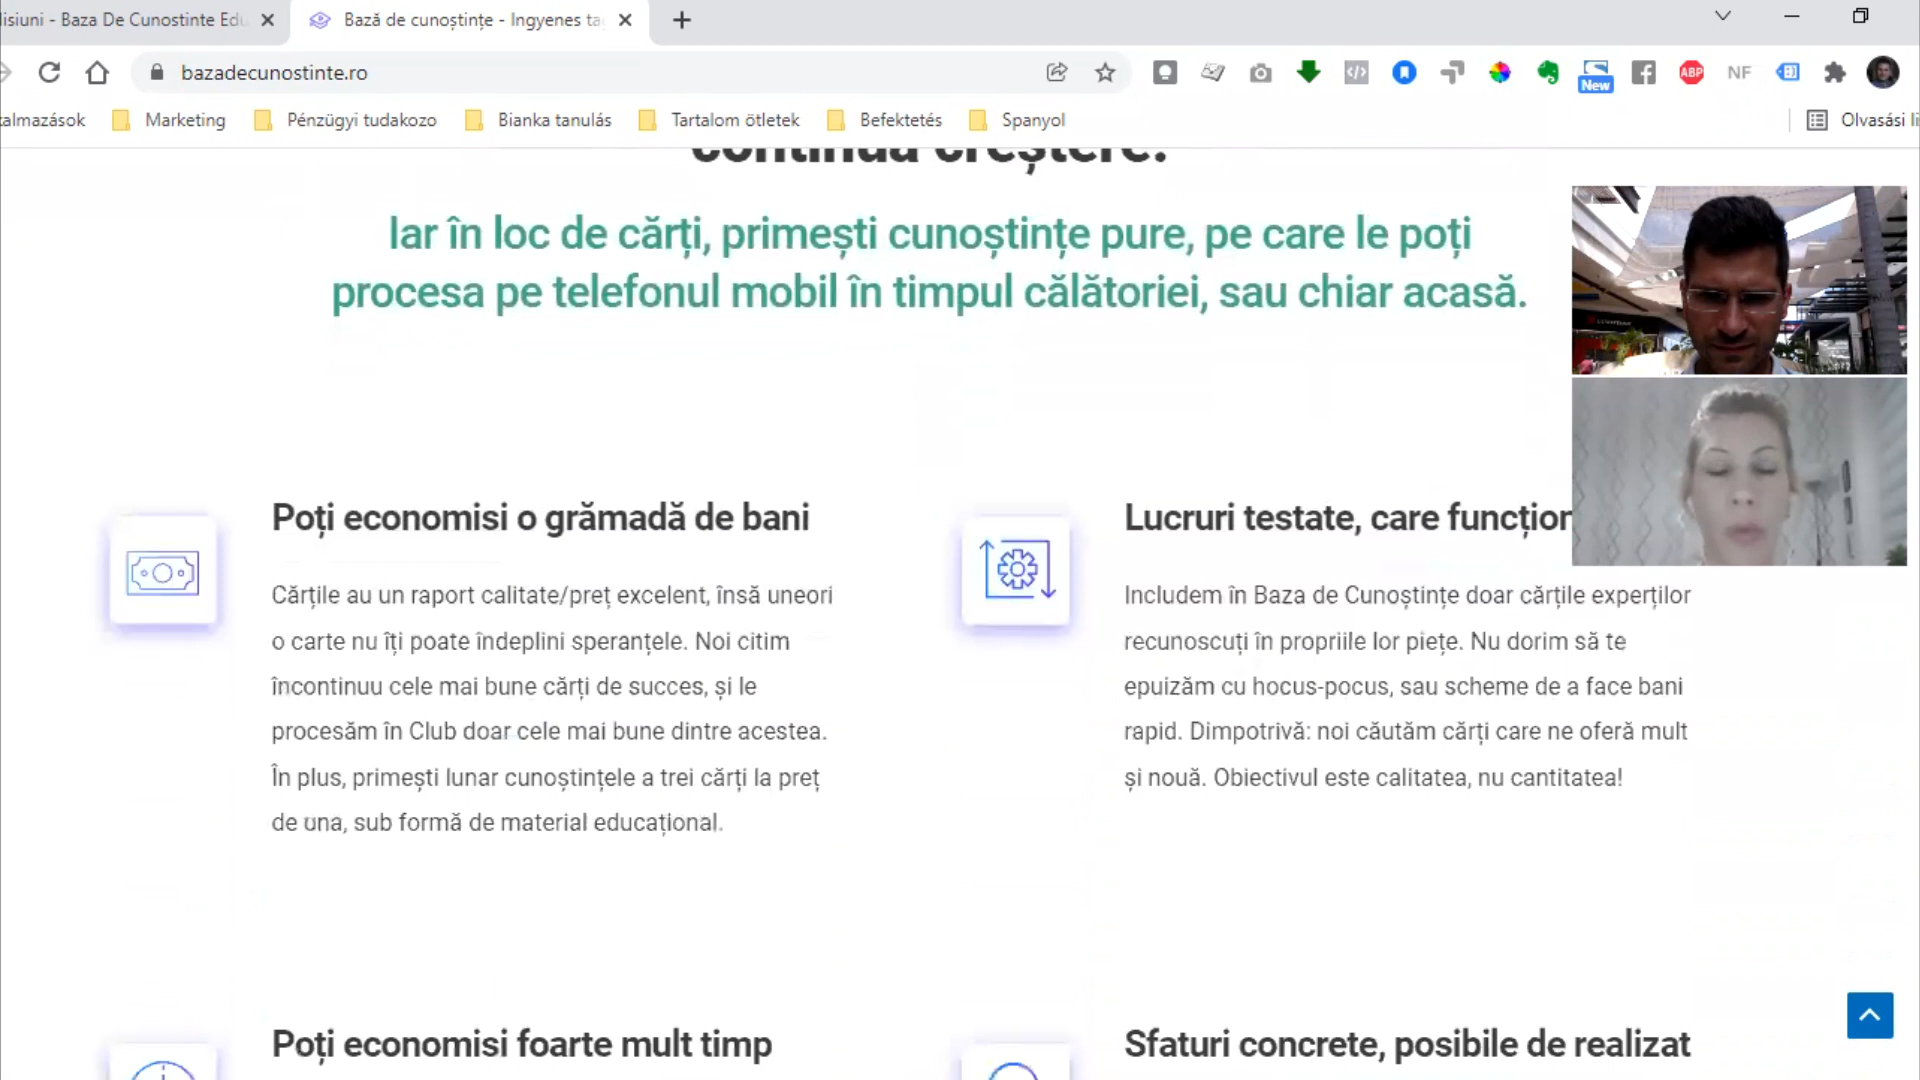 lisiuni - Baza De Cunostinte Edu
Bază de cunoștințe - Ingyenes ta
bazadecunostinte.ro
New
ABP
NF
talmazások
Marketing
Pénzügyi tudakozo
Bianka tanulás
Tartalom ötletek
Befektetés
Spanyol
Olvasási li
continuă creștere.
Iar în loc de cărți, primești cunoștințe pure, pe care le poți
procesa pe telefonul mobil în timpul călătoriei, sau chiar acasă.
Poți economisi o grămadă de bani
Cărțile au un raport calitate/preț excelent, însă uneori
o carte nu îți poate îndeplini speranțele. Noi citim
încontinuu cele mai bune cărți de succes, și le
procesăm în Club doar cele mai bune dintre acestea.
În plus, primești lunar cunoștințele a trei cărți la preț
de una, sub formă de material educațional.
Lucruri testate, care funcțion
Includem în Baza de Cunoștințe doar cărțile experților
recunoscuți în propriile lor piețe. Nu dorim să te
epuizăm cu hocus-pocus, sau scheme de a face bani
rapid. Dimpotrivă: noi căutăm cărți care ne oferă mult
și nouă. Obiectivul este calitatea, nu cantitatea!
Poți economisi foarte mult timp
Sfaturi concrete, posibile de realizat